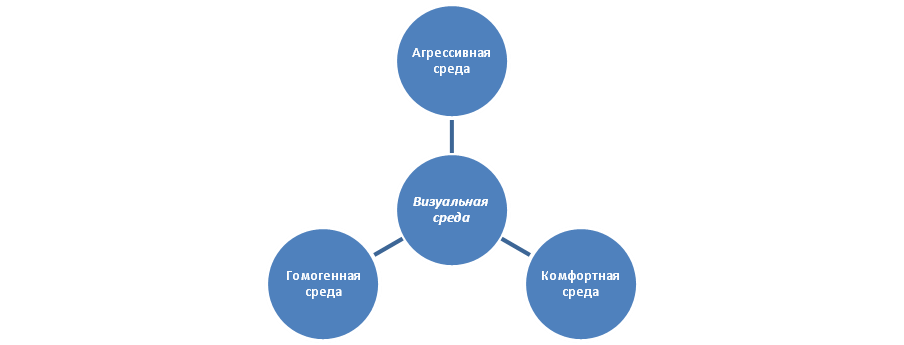 Агрессивная
среда
Визуальная
среда
Гомогенная
среда
Комфортная
среда